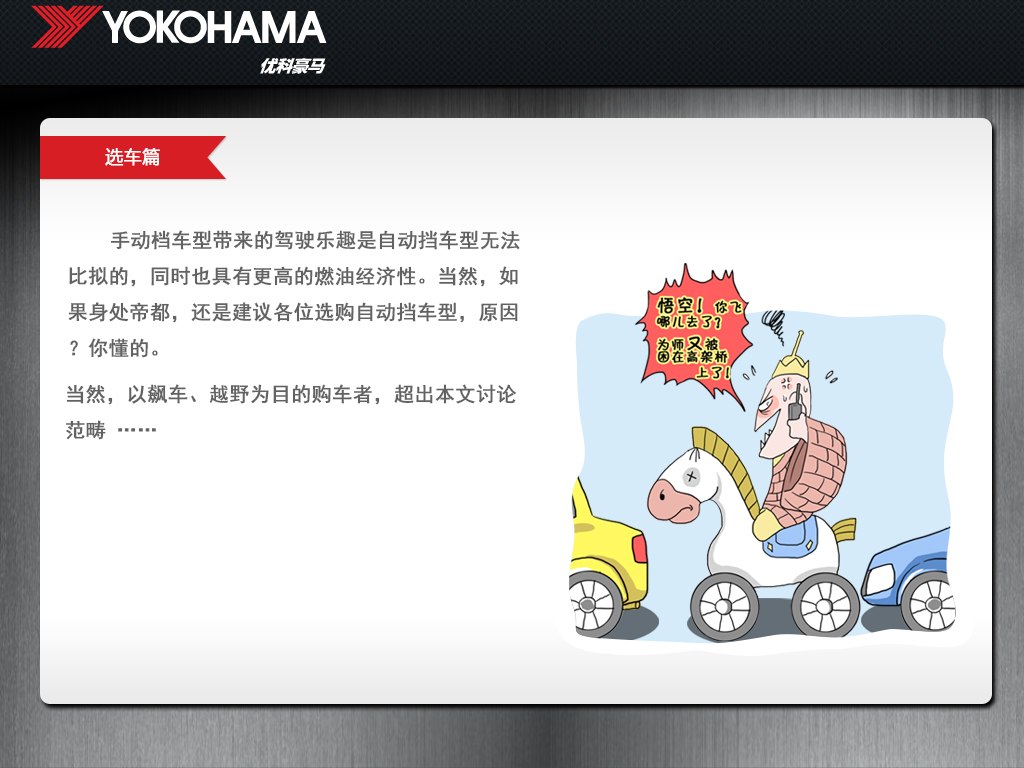 YOKOHAMA
优科豪马
选车篇
手动档车型带来的驾驶乐趣是自动挡车型无法
比拟的，同时也具有更高的燃油经济性。当然，如
果身处帝都，还是建议各位选购自动挡车型，原因
？你懂的。
当然，以飙车、越野为目的购车者，超出本文讨论
范畴 ……
悟空！你飞
哪儿去了？
为师又被
困在高架桥
上了！